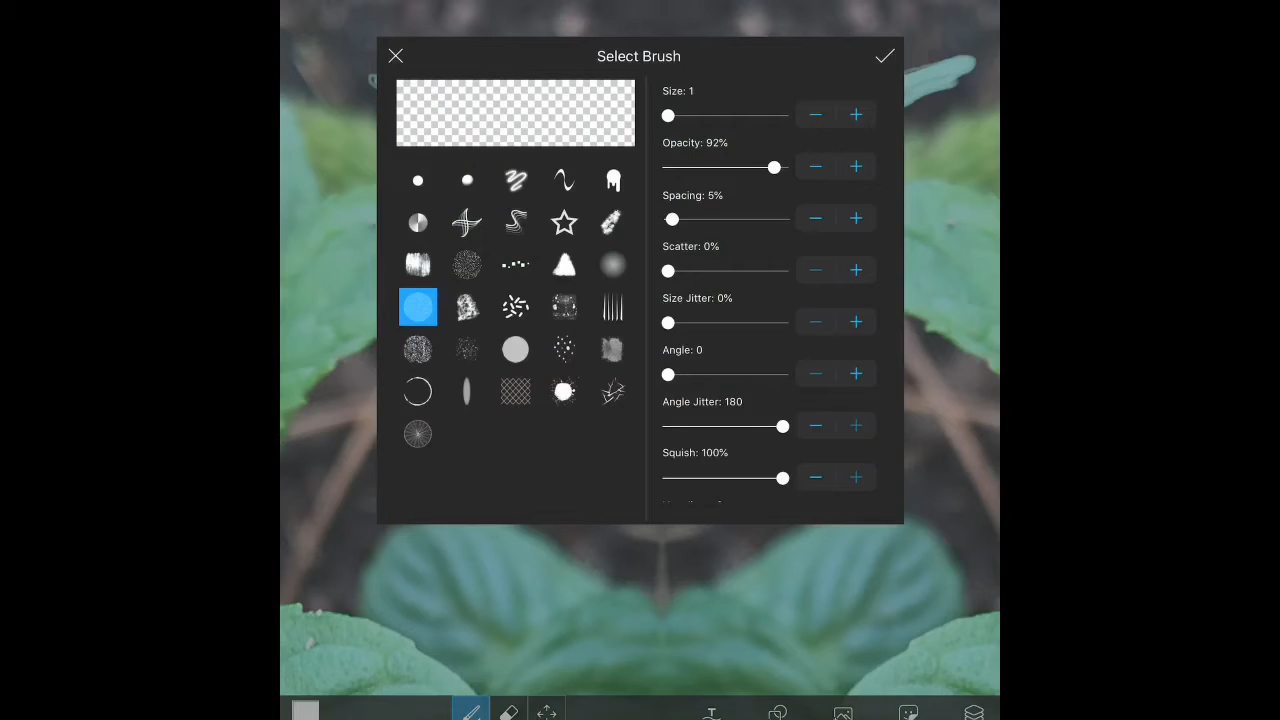 Select Brush
Size: 1
Opacity: 92%
Spacing: 5%
Scatter: 0%
Size Jitter: 0%
Angle: 0
Angle Jitter: 180
Squish: 100%